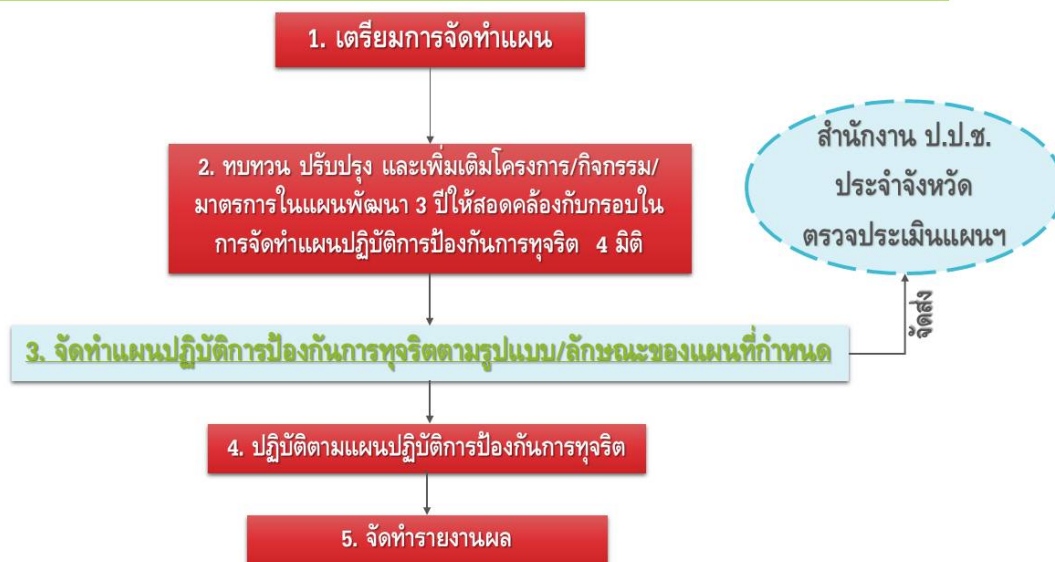 1. เตรียมการจัดทำแผน
2. ทบทวน ปรับปรุง และเพิ่มเติมโครงการ/กิจกรรม/
มาตรการในแผนพัฒนา 3 ปีให้สอดคล้องกับกรอบใน
การจัดทำแผนปฏิบัติการป้องกันการทุจริต 4 มิติ
สำนักงาน ป.ป.ช.
ประจำจังหวัด
ตรวจประเมินแผนฯ
จัดส่ง
3. จัดทำแผนปฏิบัติการป้องกันการทุจริตตามรูปแบบ/ลักษณะของแผนที่กำหนด
4. ปฏิบัติตามแผนปฏิบัติการป้องกันการทุจริต
5. จัดทำรายงานผล